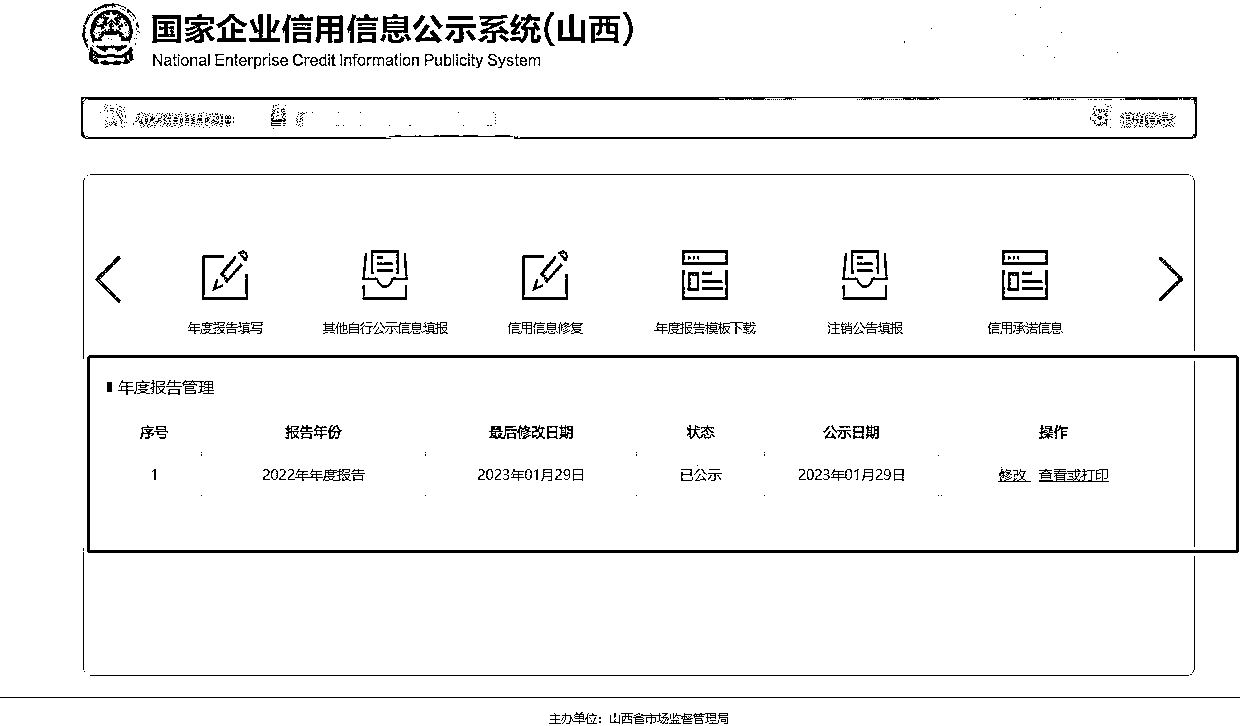 国家企业信用信息公示系统(山西)
National Enterprise Credit Information Publicity System
年度报告填写 其他自行公示信息填报 信用信息修复 年度报告模板下载 注销公告填报 信用承诺信息
年度报告管理
序号 报告年份 最后修改日期 状态 公示日期 操作
1 2022年年度报告 2023年01月29日 已公示 2023年01月29日 修改 查看或打印
主办单位：山西省市场监督管理局